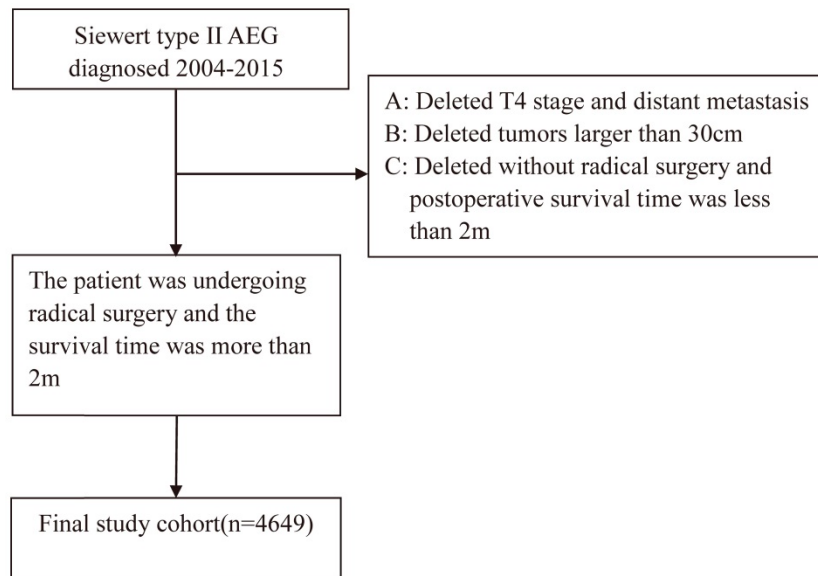 Siewert type II AEG
diagnosed 2004-2015
A: Deleted T4 stage and distant metastasis
B: Deleted tumors larger than 30cm
C: Deleted without radical surgery and
postoperative survival time was less
than 2m
The patient was undergoing
radical surgery and the
survival time was more than
2m
Final study cohort(n=4649)